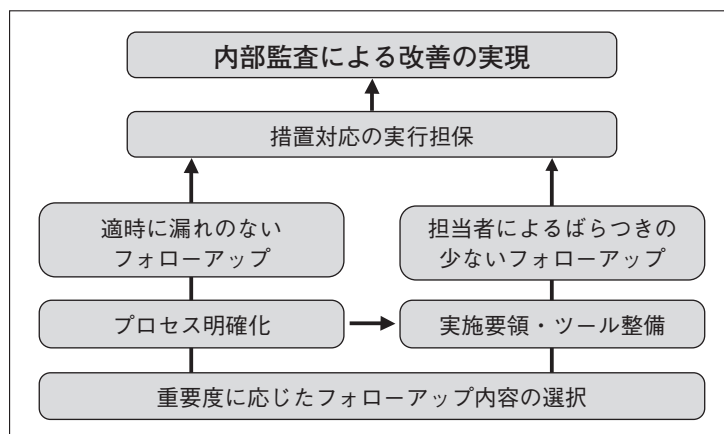 内部監査による改善の実現
措置対応の実行担保
適時に漏れのない
フォローアップ
担当者によるばらつきの
少ないフォローアップ
プロセス明確化
実施要領・ツール整備
重要度に応じたフォローアップ内容の選択